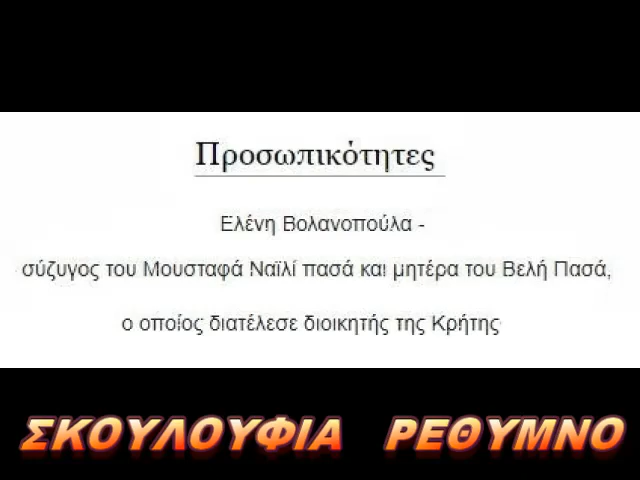 Προσωπικότητες
Ελένη Βολανοπούλα -
σύζυγος του Μουσταφά Ναϊλί πασά και μητέρα του Βελή Πασά,
ο οποίος διατέλεσε διοικητής της Κρήτης
ΣΚΟΥΛΟΥΦΙΑ ΡΕΘΥΜΝΟ